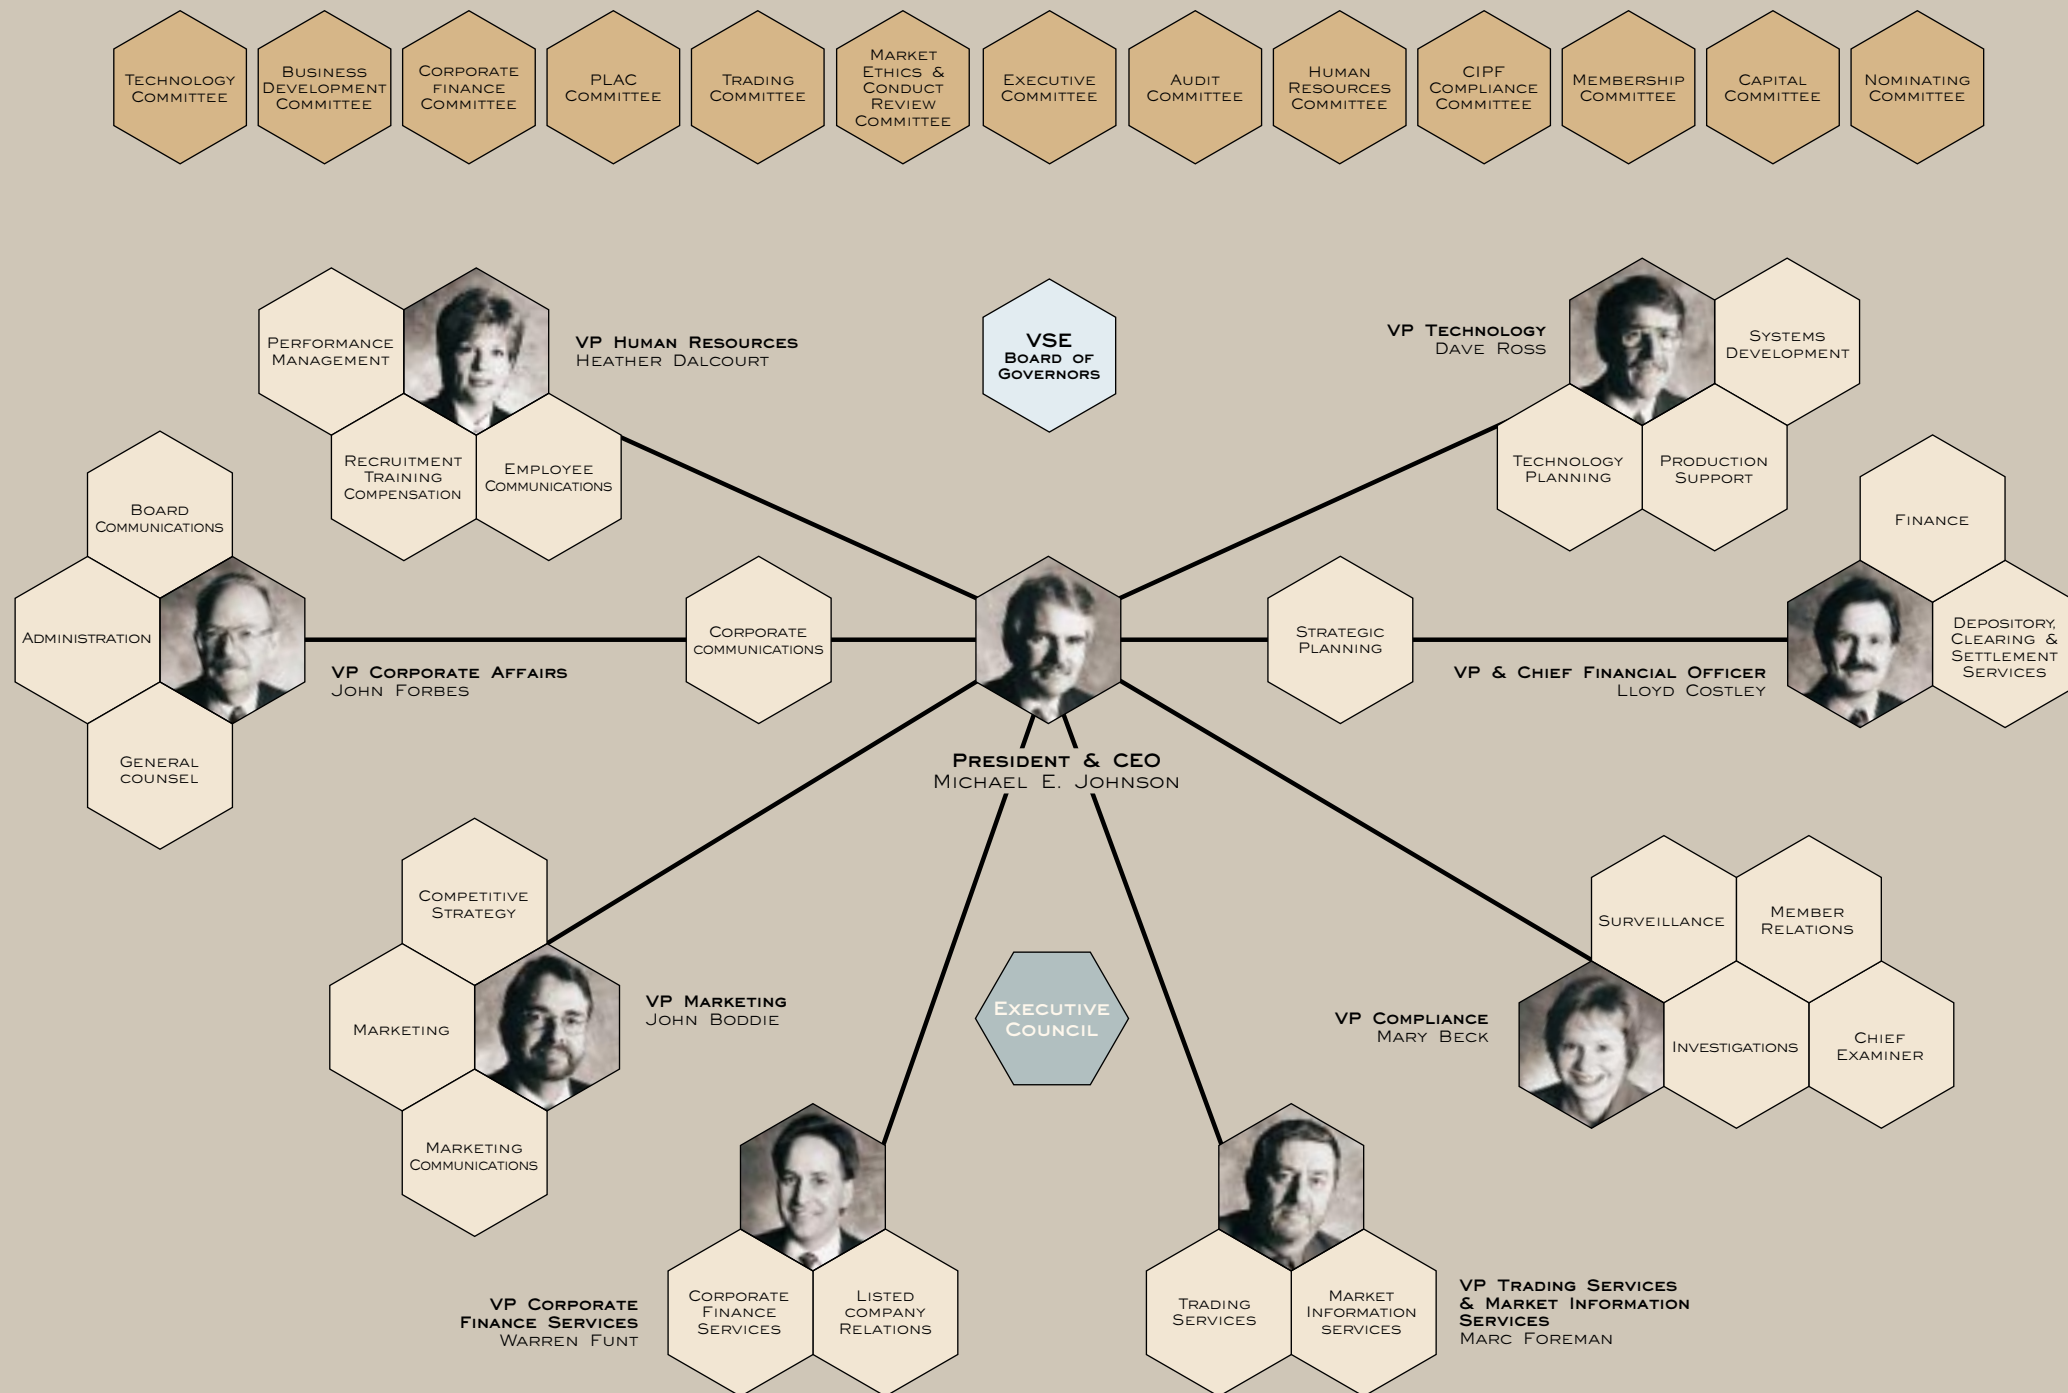 TECHNOLOGY
COMMITTEE
BUSINESS
DEVELOPMENT
COMMITTEE
CORPORATE
FINANCE
COMMITTEE
PLAC
COMMITTEE
TRADING
COMMITTEE
MARKET
ETHICS &
CONDUCT
REVIEW
COMMITTEE
EXECUTIVE
COMMITTEE
AUDIT
COMMITTEE
HUMAN
RESOURCES
COMMITTEE
CIPF
COMPLIANCE
COMMITTEE
MEMBERSHIP
COMMITTEE
CAPITAL
COMMITTEE
NOMINATING
COMMITTEE
PERFORMANCE
MANAGEMENT
VP HUMAN RESOURCES
HEATHER DALCOURT
RECRUITMENT
TRAINING
COMPENSATION
EMPLOYEE
COMMUNICATIONS
VSE
BOARD OF
GOVERNORS
VP TECHNOLOGY
DAVE ROSS
SYSTEMS
DEVELOPMENT
TECHNOLOGY
PLANNING
PRODUCTION
SUPPORT
BOARD
COMMUNICATIONS
ADMINISTRATION
GENERAL
COUNSEL
VP CORPORATE AFFAIRS
JOHN FORBES
CORPORATE
COMMUNICATIONS
STRATEGIC
PLANNING
FINANCE
DEPOSITORY,
CLEARING &
SETTLEMENT
SERVICES
VP & CHIEF FINANCIAL OFFICER
LLOYD COSTLEY
PRESIDENT & CEO
MICHAEL E. JOHNSON
COMPETITIVE
STRATEGY
MARKETING
MARKETING
COMMUNICATIONS
VP MARKETING
JOHN BODDIE
EXECUTIVE
COUNCIL
VP COMPLIANCE
MARY BECK
SURVEILLANCE
MEMBER
RELATIONS
INVESTIGATIONS
CHIEF
EXAMINER
VP CORPORATE
FINANCE SERVICES
WARREN FUNT
CORPORATE
FINANCE
SERVICES
LISTED
COMPANY
RELATIONS
TRADING
SERVICES
MARKET
INFORMATION
SERVICES
VP TRADING SERVICES
& MARKET INFORMATION
SERVICES
MARC FOREMAN